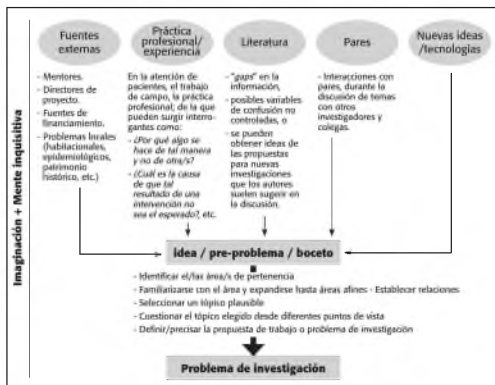 Imaginación + Mente inquisitiva
Fuentes
externas
Práctica
profesional/
experiencia
Literatura
Pares
Nuevas ideas
/tecnologías
- Mentores.
- Directores de
proyecto.
- Fuentes de
financiamiento.
- Problemas locales
(habitacionales,
epidemiológicos,
patrimonio
histórico, etc.)
En la atención de
pacientes, el trabajo
de campo, la práctica
profesional; de la que
pueden surgir interro-
gantes como:
- ¿Por qué algo se
hace de tal manera
y no de otra/s?
- ¿Cuál es la causa
de que tal
resultado de una
intervención no
sea el esperado?, etc.
- "gaps" en la
información,
- posibles variables
de confusión no
controladas, o
- se pueden
obtener ideas de
las propuestas
para nuevas
investigaciones
que los autores
suelen sugerir en
la discusión.
- Interacciones con
pares, durante la
discusión de temas
con otros
investigadores y
colegas.
idea / pre-problema / boceto
- Identificar el/las área/s de pertenencia
- Familiarizarse con el área y expandirse hasta áreas afines - Establecer relaciones
- Seleccionar un tópico plausible
- Cuestionar el tópico elegido desde diferentes puntos de vista
- Definir/precisar la propuesta de trabajo o problema de investigación
Problema de investigación